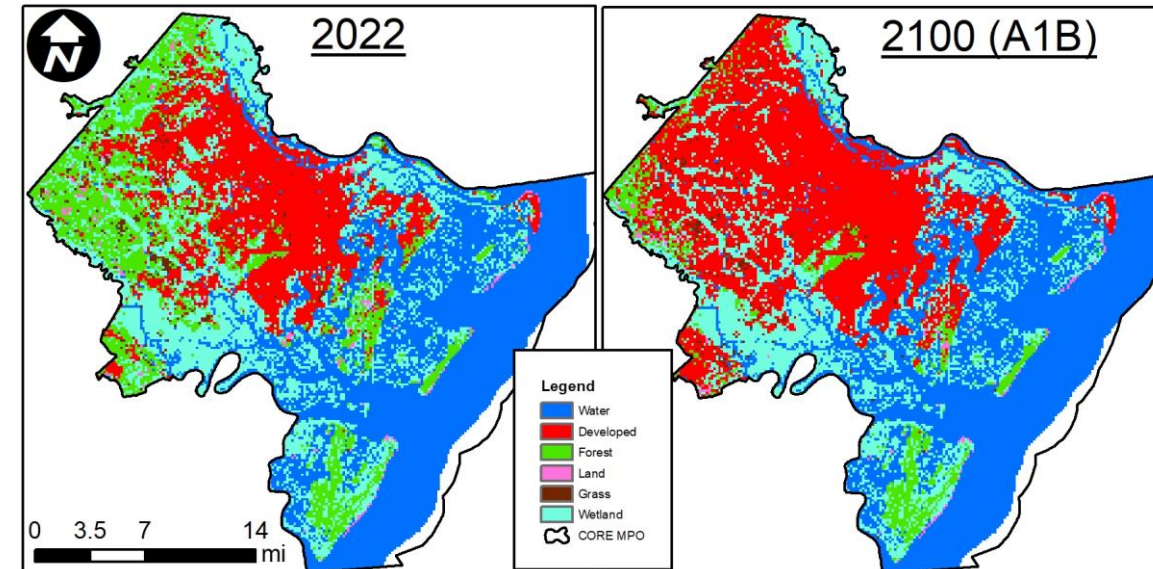 2022
2100 (A1B)
N
Legend
Water
Developed
Forest
Land
Grass
Wetland
CORE MPO
0 3.5 7 14
mi